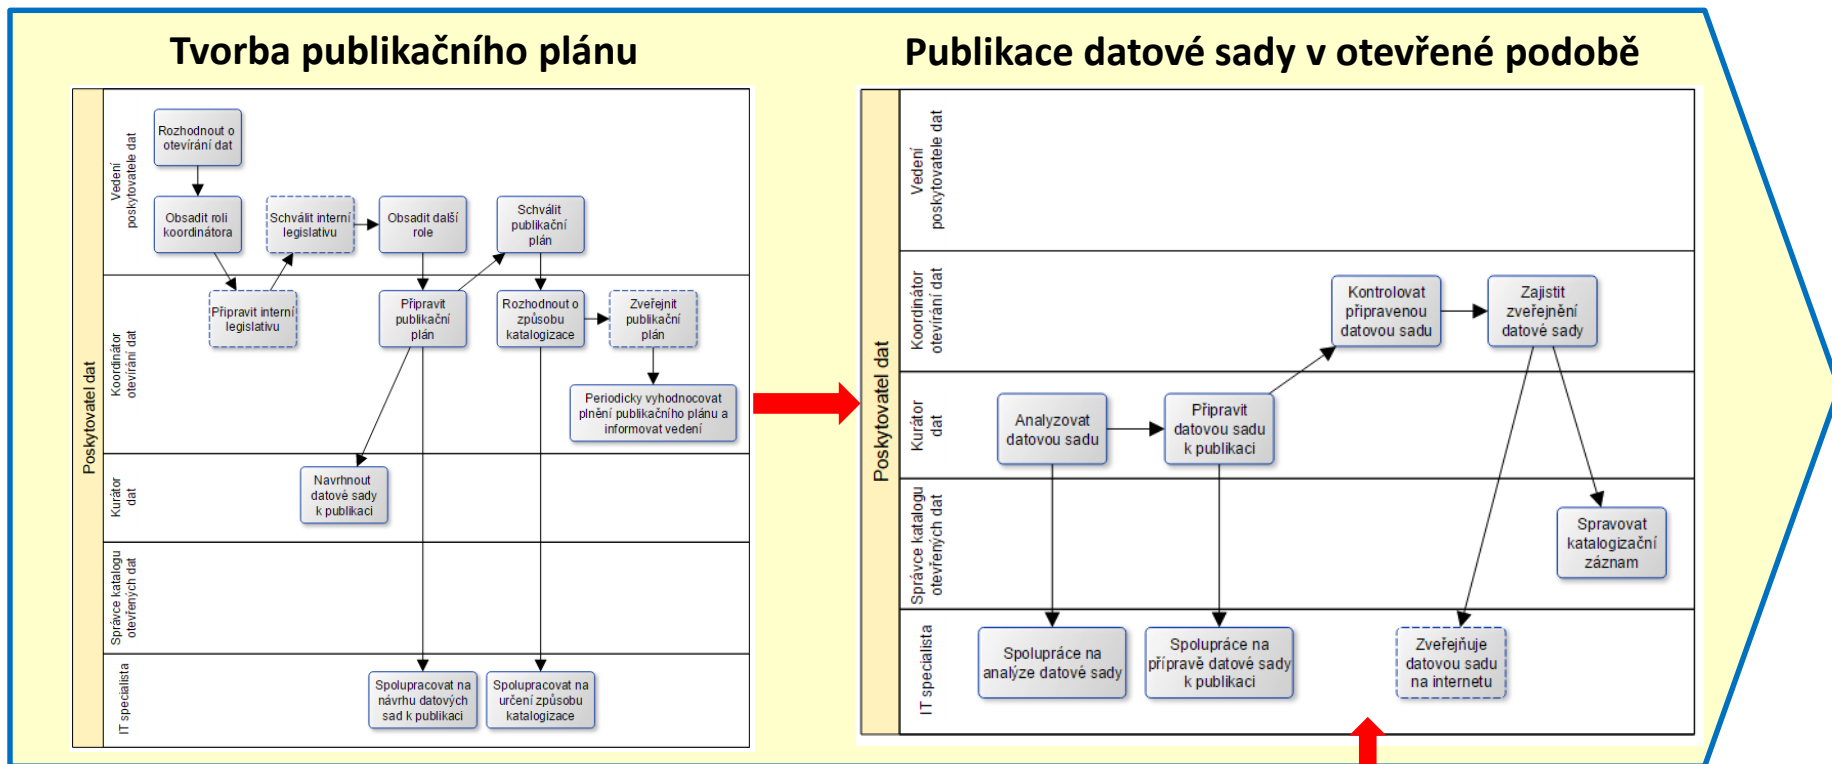 Tvorba publikačního plánu
Poskytovatel dat
Vedení
poskytovatele dat
Rozhodnout o
otevírání dat
Obsadit roli
koordinátora
Schválit interní
legislativu
Obsadit další
role
Schválit
publikační
plán
Koordinátor
otevírání dat
Připravit interní
legislativu
Připravit
publikační
plán
Rozhodnout o
způsobu
katalogizace
Zveřejnit
publikační
plán
Periodicky vyhodnocovat
plnění publikačního plánu a
informovat vedení
Kurátor
dat
Navrhnout
datové sady
k publikaci
Správce katalogu
otevřených dat
IT specialista
Spolupracovat na
návrhu datových
sad k publikaci
Spolupracovat na
určení způsobu
katalogizace
Publikace datové sady v otevřené podobě
Poskytovatel dat
Vedení
poskytovatele dat
Koordinátor
otevírání dat
Kontrolovat
připravenou
datovou sadu
Zajistit
zveřejnění
datové sady
Kurátor
dat
Analyzovat
datovou sadu
Připravit
datovou sadu
k publikaci
Správce katalogu
otevřených dat
Spravovat
katalogizační
záznam
IT specialista
Spolupráce na
analýze datové sady
Spolupráce na
přípravě datové sady
k publikaci
Zveřejňuje
datovou sadu
na internetu